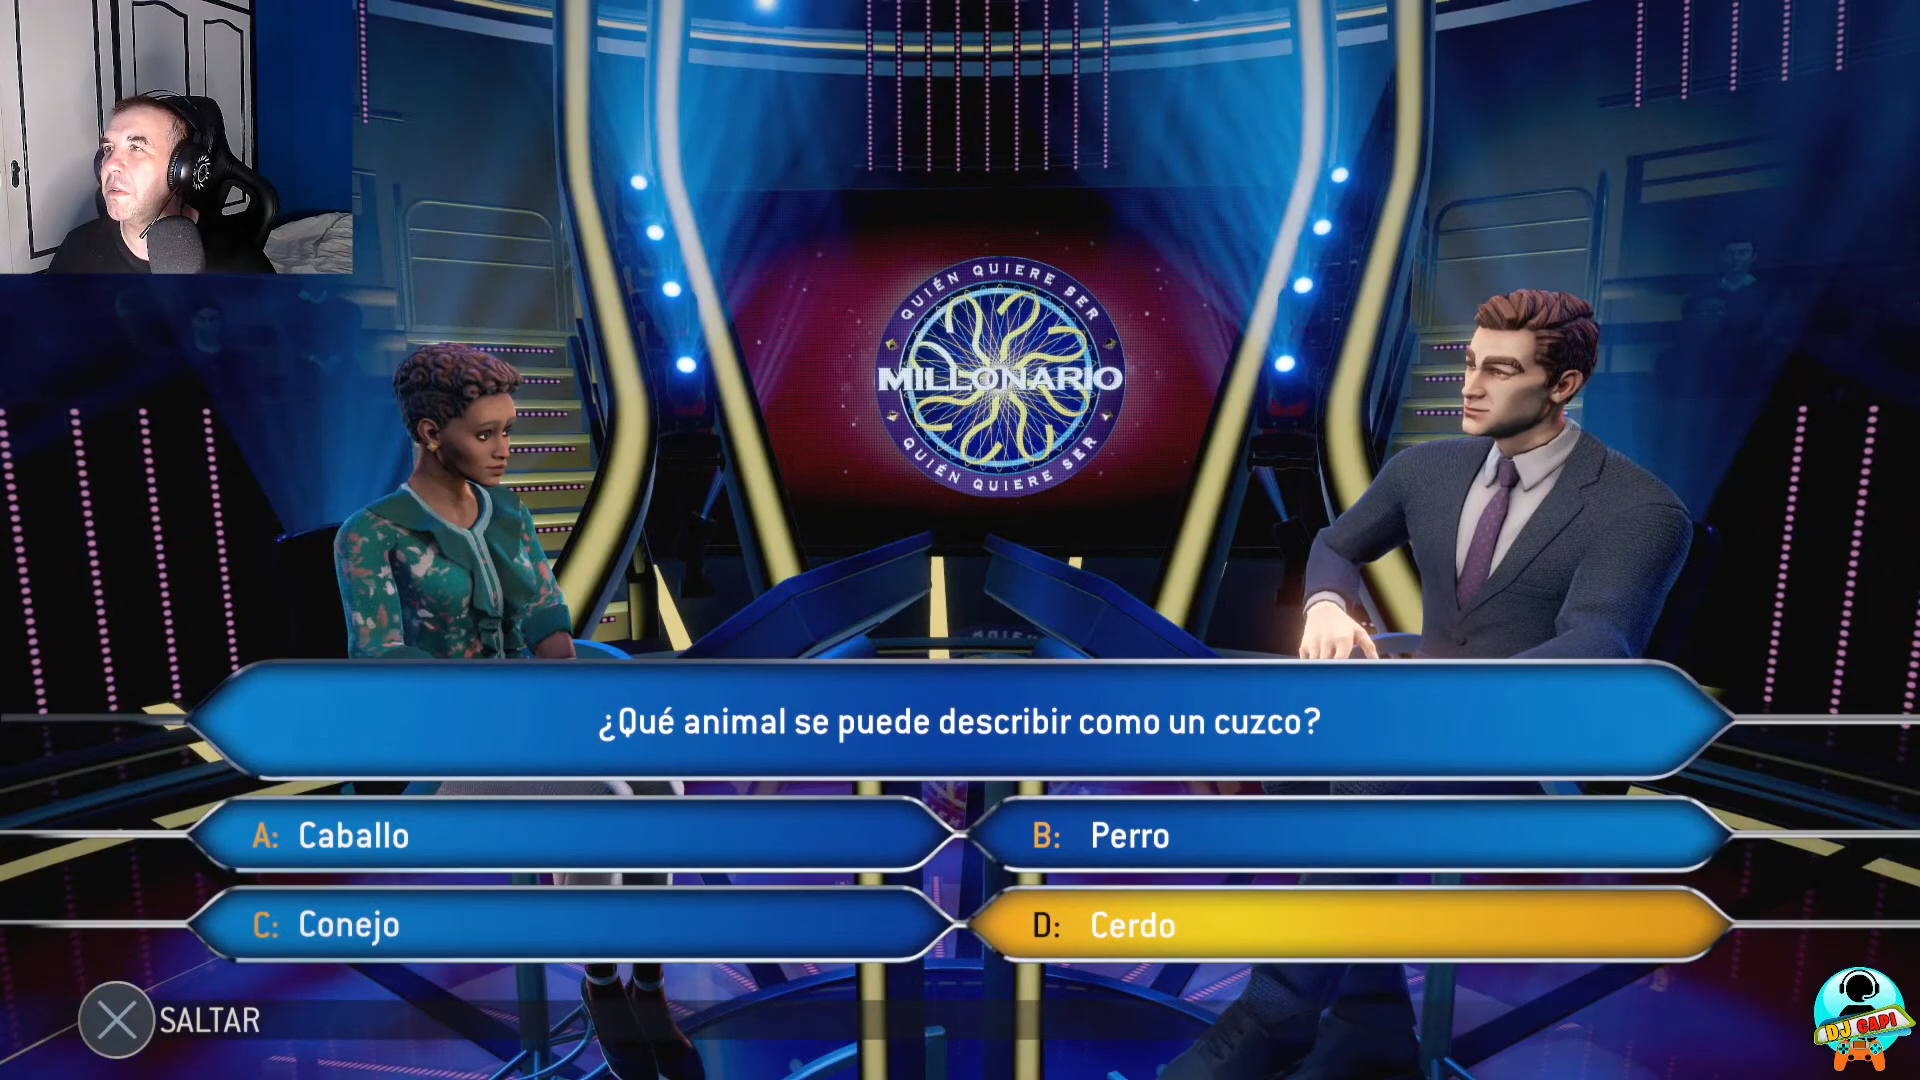 QUIÉN QUIERE SER
MILLONARIO
QUIÉN QUIERE SER
¿Qué animal se puede describir como un cuzco?
A: Caballo
B: Perro
C: Conejo
D: Cerdo
SALTAR
DJ CAPI